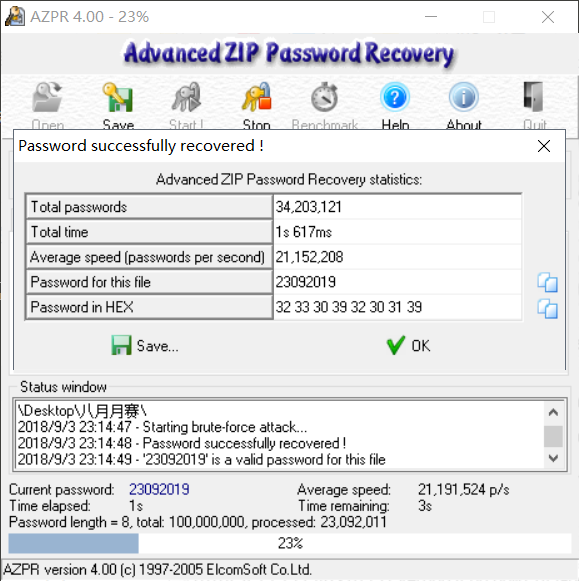 AZPR 4.00 - 23%
Advanced ZIP Password Recovery
Open Save Start ! Stop Benchmark Help About Quit
Password successfully recovered !
Advanced ZIP Password Recovery statistics:
Total passwords 34,203,121
Total time 1s 617ms
Average speed (passwords per second) 21,152,208
Password for this file 23092019
Password in HEX 32 33 30 39 32 30 31 39
Save... OK
Status window
\Desktop\八月月赛\
2018/9/3 23:14:47 - Starting brute-force attack...
2018/9/3 23:14:48 - Password successfully recovered !
2018/9/3 23:14:49 - '23092019' is a valid password for this file
Current password: 23092019 Average speed: 21,191,524 p/s
Time elapsed: 1s Time remaining: 3s
Password length = 8, total: 100,000,000, processed: 23,092,011
23%
AZPR version 4.00 (c) 1997-2005 ElcomSoft Co.Ltd.